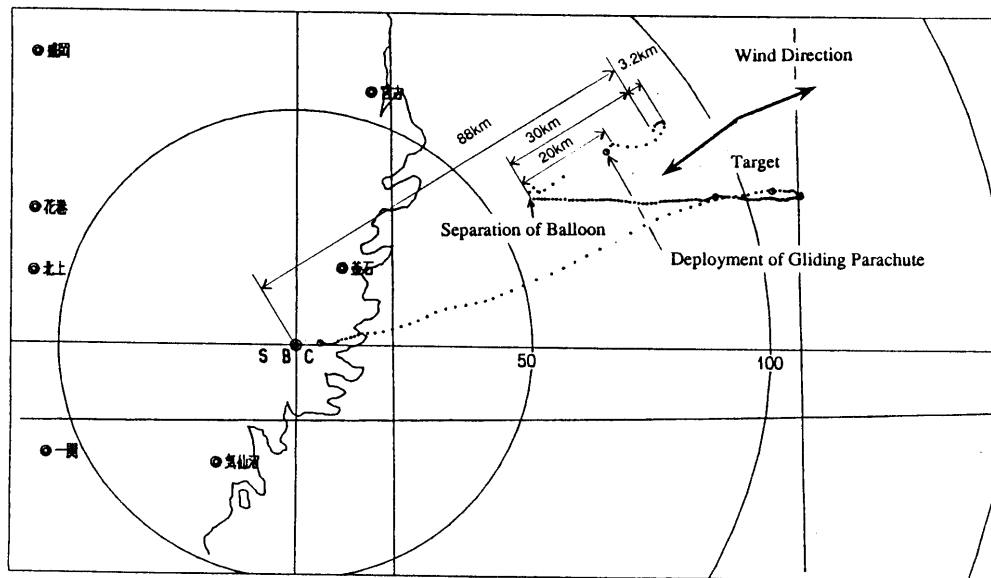 盛岡
宮古
3.2km
Wind Direction
30km
88km
20km
Target
花巻
Separation of Balloon
北上
釜石
Deployment of Gliding Parachute
S B C
50
100
一関
気仙沼